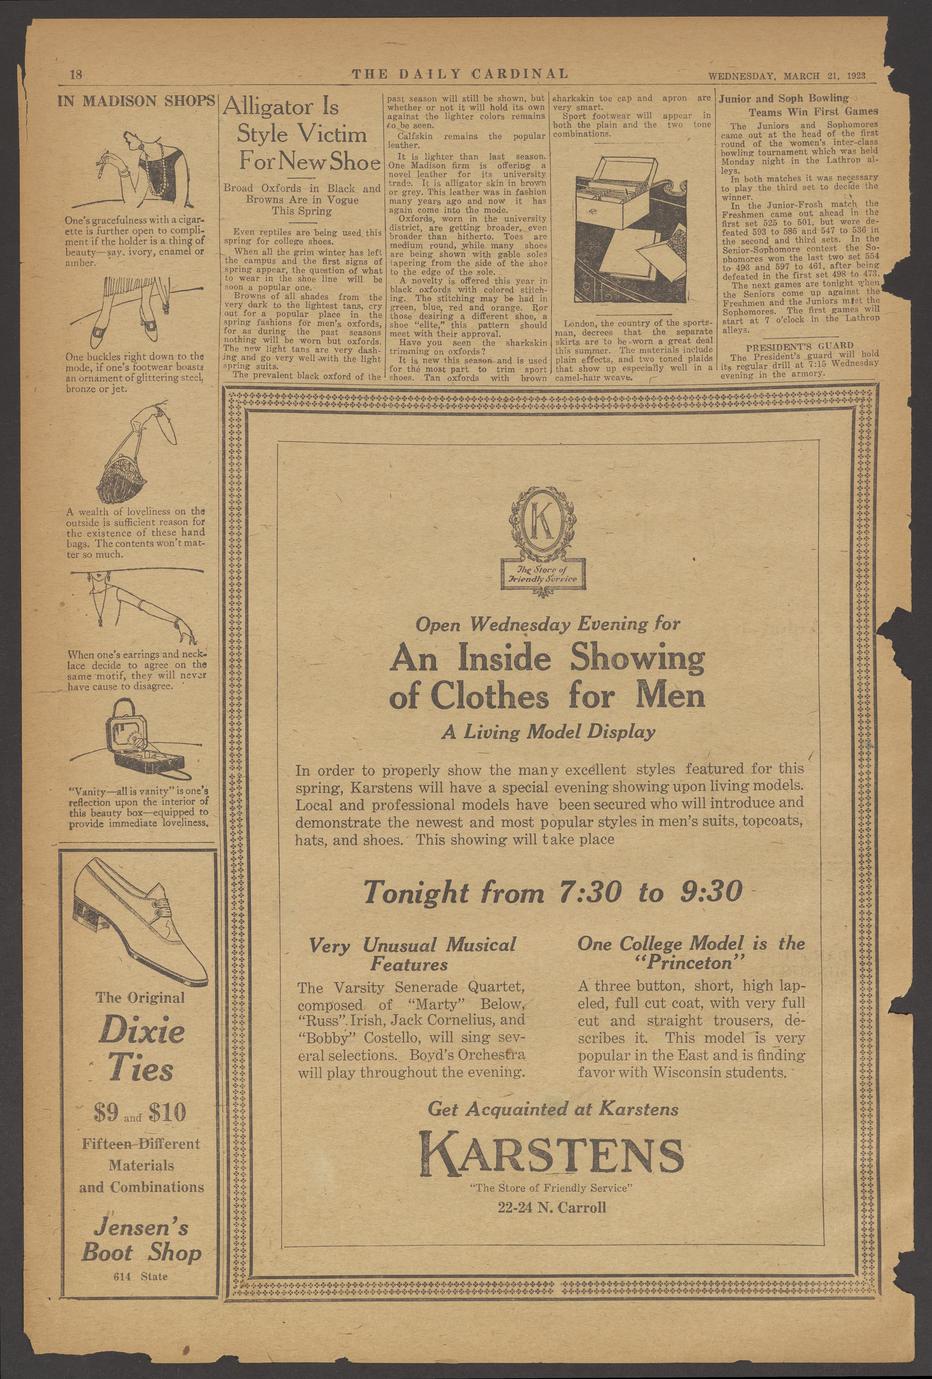 18
THE DAILY CARDINAL
WEDNESDAY, MARCH 21, 1923
IN MADISON SHOPS
One's gracefulness with a cigar-
ette is further open to compli-
ment if the holder is a thing of
beauty—say, ivory, enamel or
amber.
One buckles right down to the
mode, if one's footwear boasts
an ornament of glittering steel,
bronze or jet.
A wealth of loveliness on the
outside is sufficient reason for
the existence of these hand
bags. The contents won't mat-
ter so much.
When one's earrings and neck-
lace decide to agree on the
same motif, they will never
have cause to disagree.
"Vanity—all is vanity" is one's
reflection upon the interior of
this beauty box—equipped to
provide immediate loveliness.
The Original
Dixie
Ties
$9 and $10
Fifteen Different
Materials
and Combinations
Jensen's
Boot Shop
614 State
Alligator Is
Style Victim
For New Shoe
Broad Oxfords in Black and
Browns Are in Vogue
This Spring
Even reptiles are being used this
spring for college shoes.
When all the grim winter has left
the campus and the first signs of
spring appear, the question of what
to wear in the shoe line will be
soon a popular one.
Browns of all shades from the
very dark to the lightest tans, cry
out for a popular place in the
spring fashions for men's oxfords,
for as during the past seasons
nothing will be worn but oxfords.
The new light tans are very dash-
ing and go very well with the light
spring suits.
The prevalent black oxford of the
past season will still be shown, but
whether or not it will hold its own
against the lighter colors remains
to be seen.
Calfskin remains the popular
leather.
It is lighter than last season.
One Madison firm is offering a
novel leather for its university
trade. It is alligator skin in brown
or grey. This leather was in fashion
many years ago and now it has
again come into the mode.
Oxfords, worn in the university
district, are getting broader, even
broader than hitherto. Toes are
medium round, while many shoes
are being shown with gable soles
tapering from the side of the shoe
to the edge of the sole.
A novelty is offered this year in
black oxfords with colored stitch-
ing. The stitching may be had in
green, blue, red and orange. For
those desiring a different shoe, a
shoe "elite," this pattern should
meet with their approval.
Have you seen the sharkskin
trimming on oxfords?
It is new this season and is used
for the most part to trim sport
shoes. Tan oxfords with brown
sharkskin toe cap and apron are
very smart.
Sport footwear will appear in
both the plain and the two tone
combinations.
London, the country of the sports-
man, decrees that the separate
skirts are to be worn a great deal
this summer. The materials include
plain effects, and two toned plaids
that show up especially well in a
camel-hair weave.
Junior and Soph Bowling
Teams Win First Games
The Juniors and Sophomores
came out at the head of the first
round of the women's inter-class
bowling tournament which was held
Monday night in the Lathrop al-
leys.
In both matches it was necessary
to play the third set to decide the
winner.
In the Junior-Frosh match the
Freshmen came out ahead in the
first set 525 to 501, but were de-
feated 593 to 586 and 547 to 536 in
the second and third sets. In the
Senior-Sophomore contest the So-
phomores won the last two set 554
to 493 and 597 to 461, after being
defeated in the first set 498 to 473.
The next games are tonight when
the Seniors come up against the
Freshmen and the Juniors meet the
Sophomores. The first games will
start at 7 o'clock in the Lathrop
alleys.
PRESIDENT'S GUARD
The President's guard will hold
its regular drill at 7:15 Wednesday
evening in the armory.
K
The Store of
Friendly Service
Open Wednesday Evening for
An Inside Showing
of Clothes for Men
A Living Model Display
In order to properly show the many excellent styles featured for this
spring, Karstens will have a special evening showing upon living models.
Local and professional models have been secured who will introduce and
demonstrate the newest and most popular styles in men's suits, topcoats,
hats, and shoes. This showing will take place
Tonight from 7:30 to 9:30
Very Unusual Musical
Features
The Varsity Senerade Quartet,
composed of "Marty" Below,
"Russ" Irish, Jack Cornelius, and
"Bobby" Costello, will sing sev-
eral selections. Boyd's Orchestra
will play throughout the evening.
One College Model is the
"Princeton"
A three button, short, high lap-
eled, full cut coat, with very full
cut and straight trousers, de-
scribes it. This model is very
popular in the East and is finding
favor with Wisconsin students.
Get Acquainted at Karstens
KARSTENS
"The Store of Friendly Service"
22-24 N. Carroll